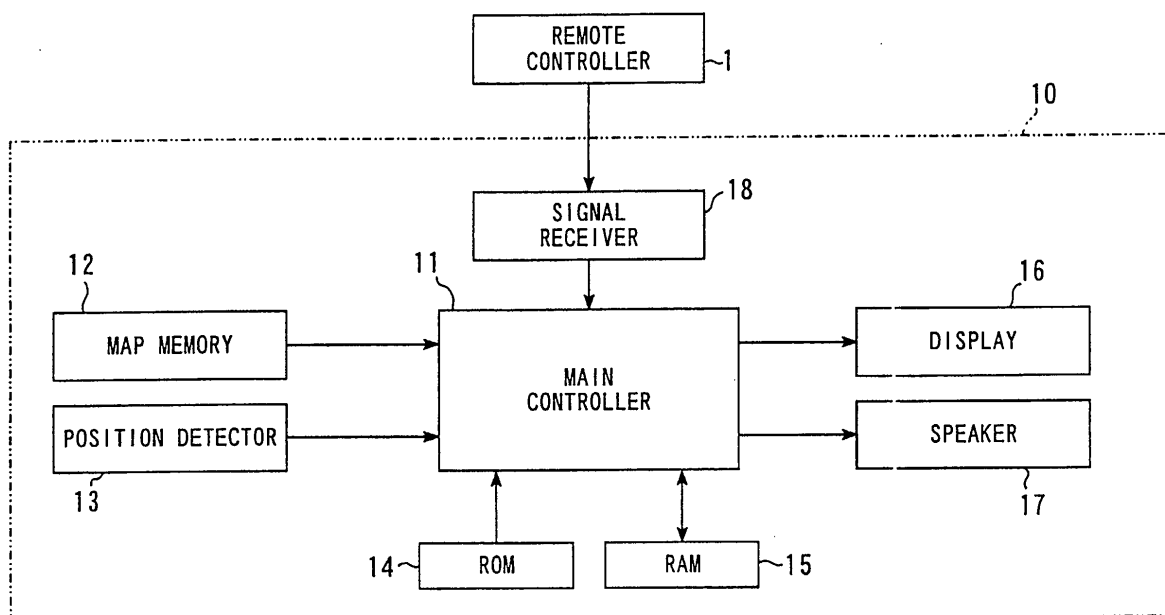 REMOTE
CONTROLLER
1
10
SIGNAL
RECEIVER
18
12
11
16
MAP MEMORY
MAIN
CONTROLLER
DISPLAY
POSITION DETECTOR
SPEAKER
13
17
14
ROM
RAM
15